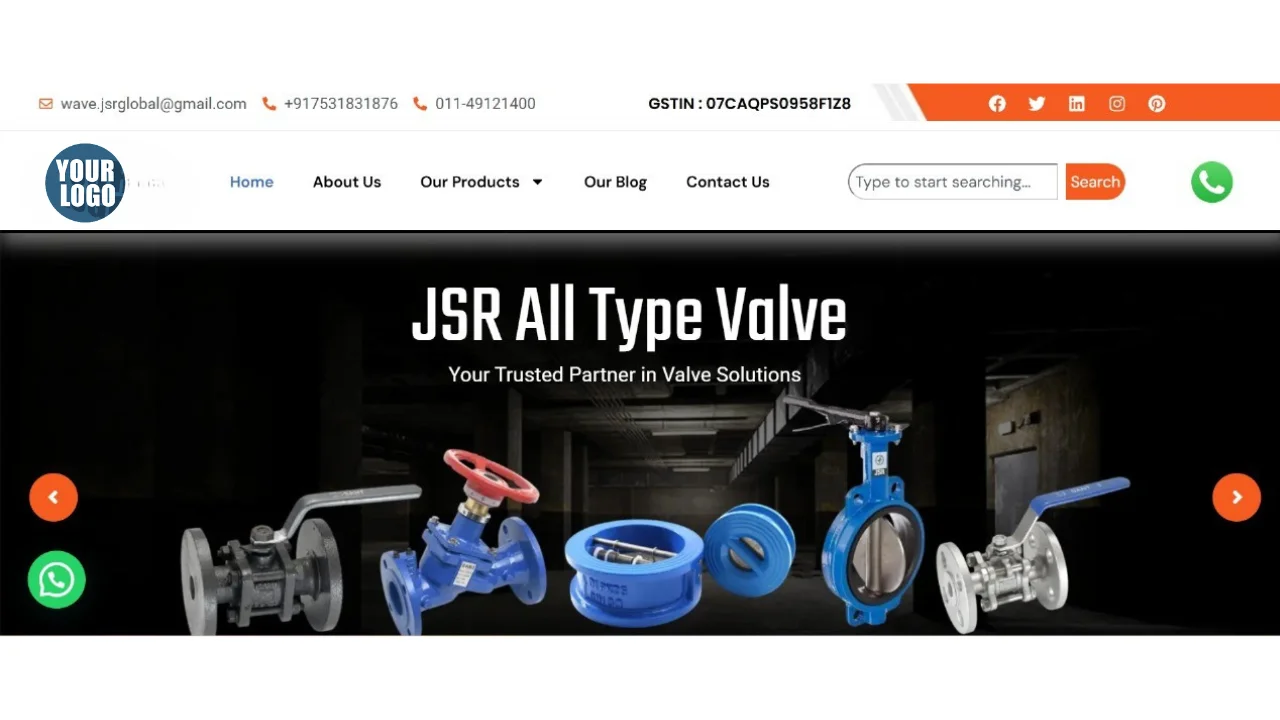 wave.jsrglobal@gmail.com +917531831876 011-49121400 GSTIN : 07CAQPS0958F1Z8
YOUR
LOGO
Home About Us Our Products Our Blog Contact Us Type to start searching... Search
JSR All Type Valve
Your Trusted Partner in Valve Solutions
JSR